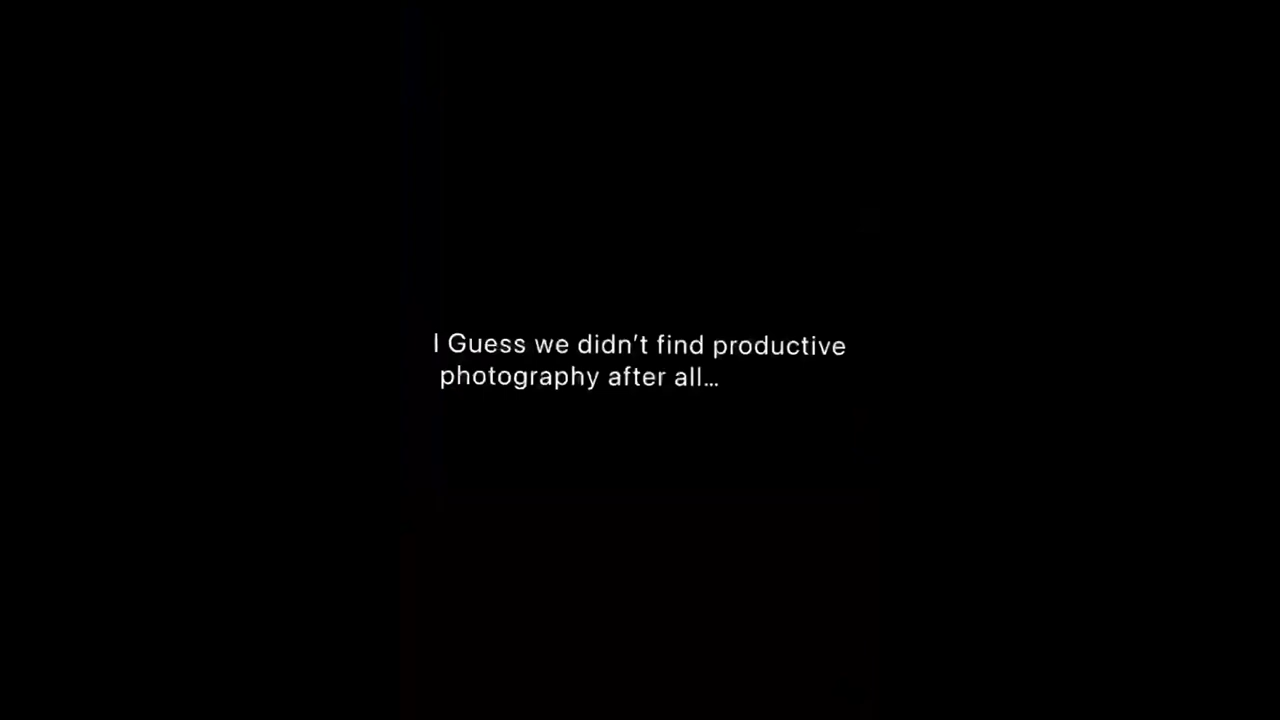 I Guess we didn’t find productive
photography after all…